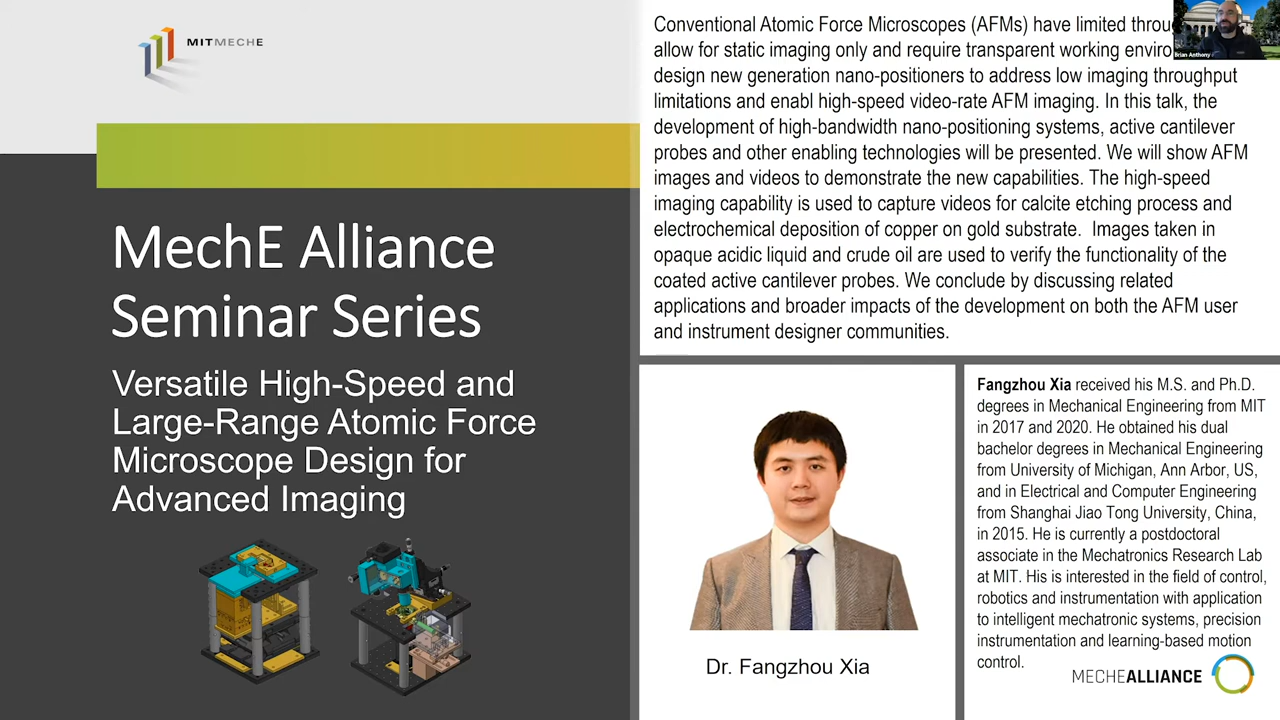 MITMECHE
MechE Alliance
Seminar Series
Versatile High-Speed and
Large-Range Atomic Force
Microscope Design for
Advanced Imaging
Conventional Atomic Force Microscopes (AFMs) have limited
allow for static imaging only and require transparent working
design new generation nano-positioners to address low imaging throughput
limitations and enabl high-speed video-rate AFM imaging. In this talk, the
development of high-bandwidth nano-positioning systems, active cantilever
probes and other enabling technologies will be presented. We will show AFM
images and videos to demonstrate the new capabilities. The high-speed
imaging capability is used to capture videos for calcite etching process and
electrochemical deposition of copper on gold substrate. Images taken in
opaque acidic liquid and crude oil are used to verify the functionality of the
coated active cantilever probes. We conclude by discussing related
applications and broader impacts of the development on both the AFM user
and instrument designer communities.
Brian Anthony
Dr. Fangzhou Xia
Fangzhou Xia received his M.S. and Ph.D.
degrees in Mechanical Engineering from MIT
in 2017 and 2020. He obtained his dual
bachelor degrees in Mechanical Engineering
from University of Michigan, Ann Arbor, US,
and in Electrical and Computer Engineering
from Shanghai Jiao Tong University, China,
in 2015. He is currently a postdoctoral
associate in the Mechatronics Research Lab
at MIT. His is interested in the field of control,
robotics and instrumentation with application
to intelligent mechatronic systems, precision
instrumentation and learning-based motion
control.
MECHEALLIANCE